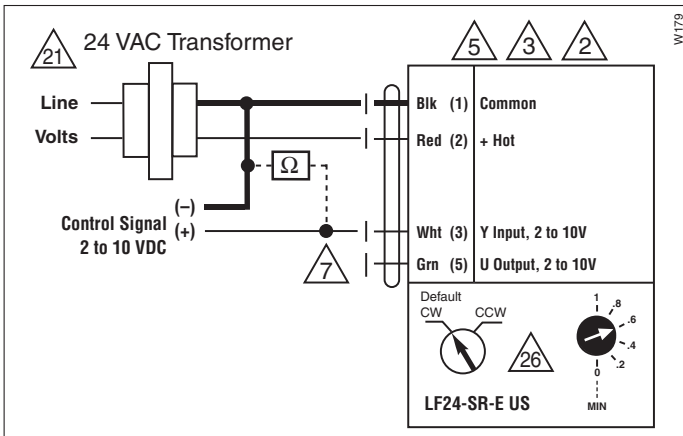 W179
21 24 VAC Transformer
5 3 2
Line
Volts
Blk (1) Common
Red (2) + Hot
Ω
(–)
Control Signal (+)
2 to 10 VDC
7
Wht (3) Y Input, 2 to 10V
Grn (5) U Output, 2 to 10V
Default
CW CCW
26
1
.8
.6
.4
.2
0
MIN
LF24-SR-E US